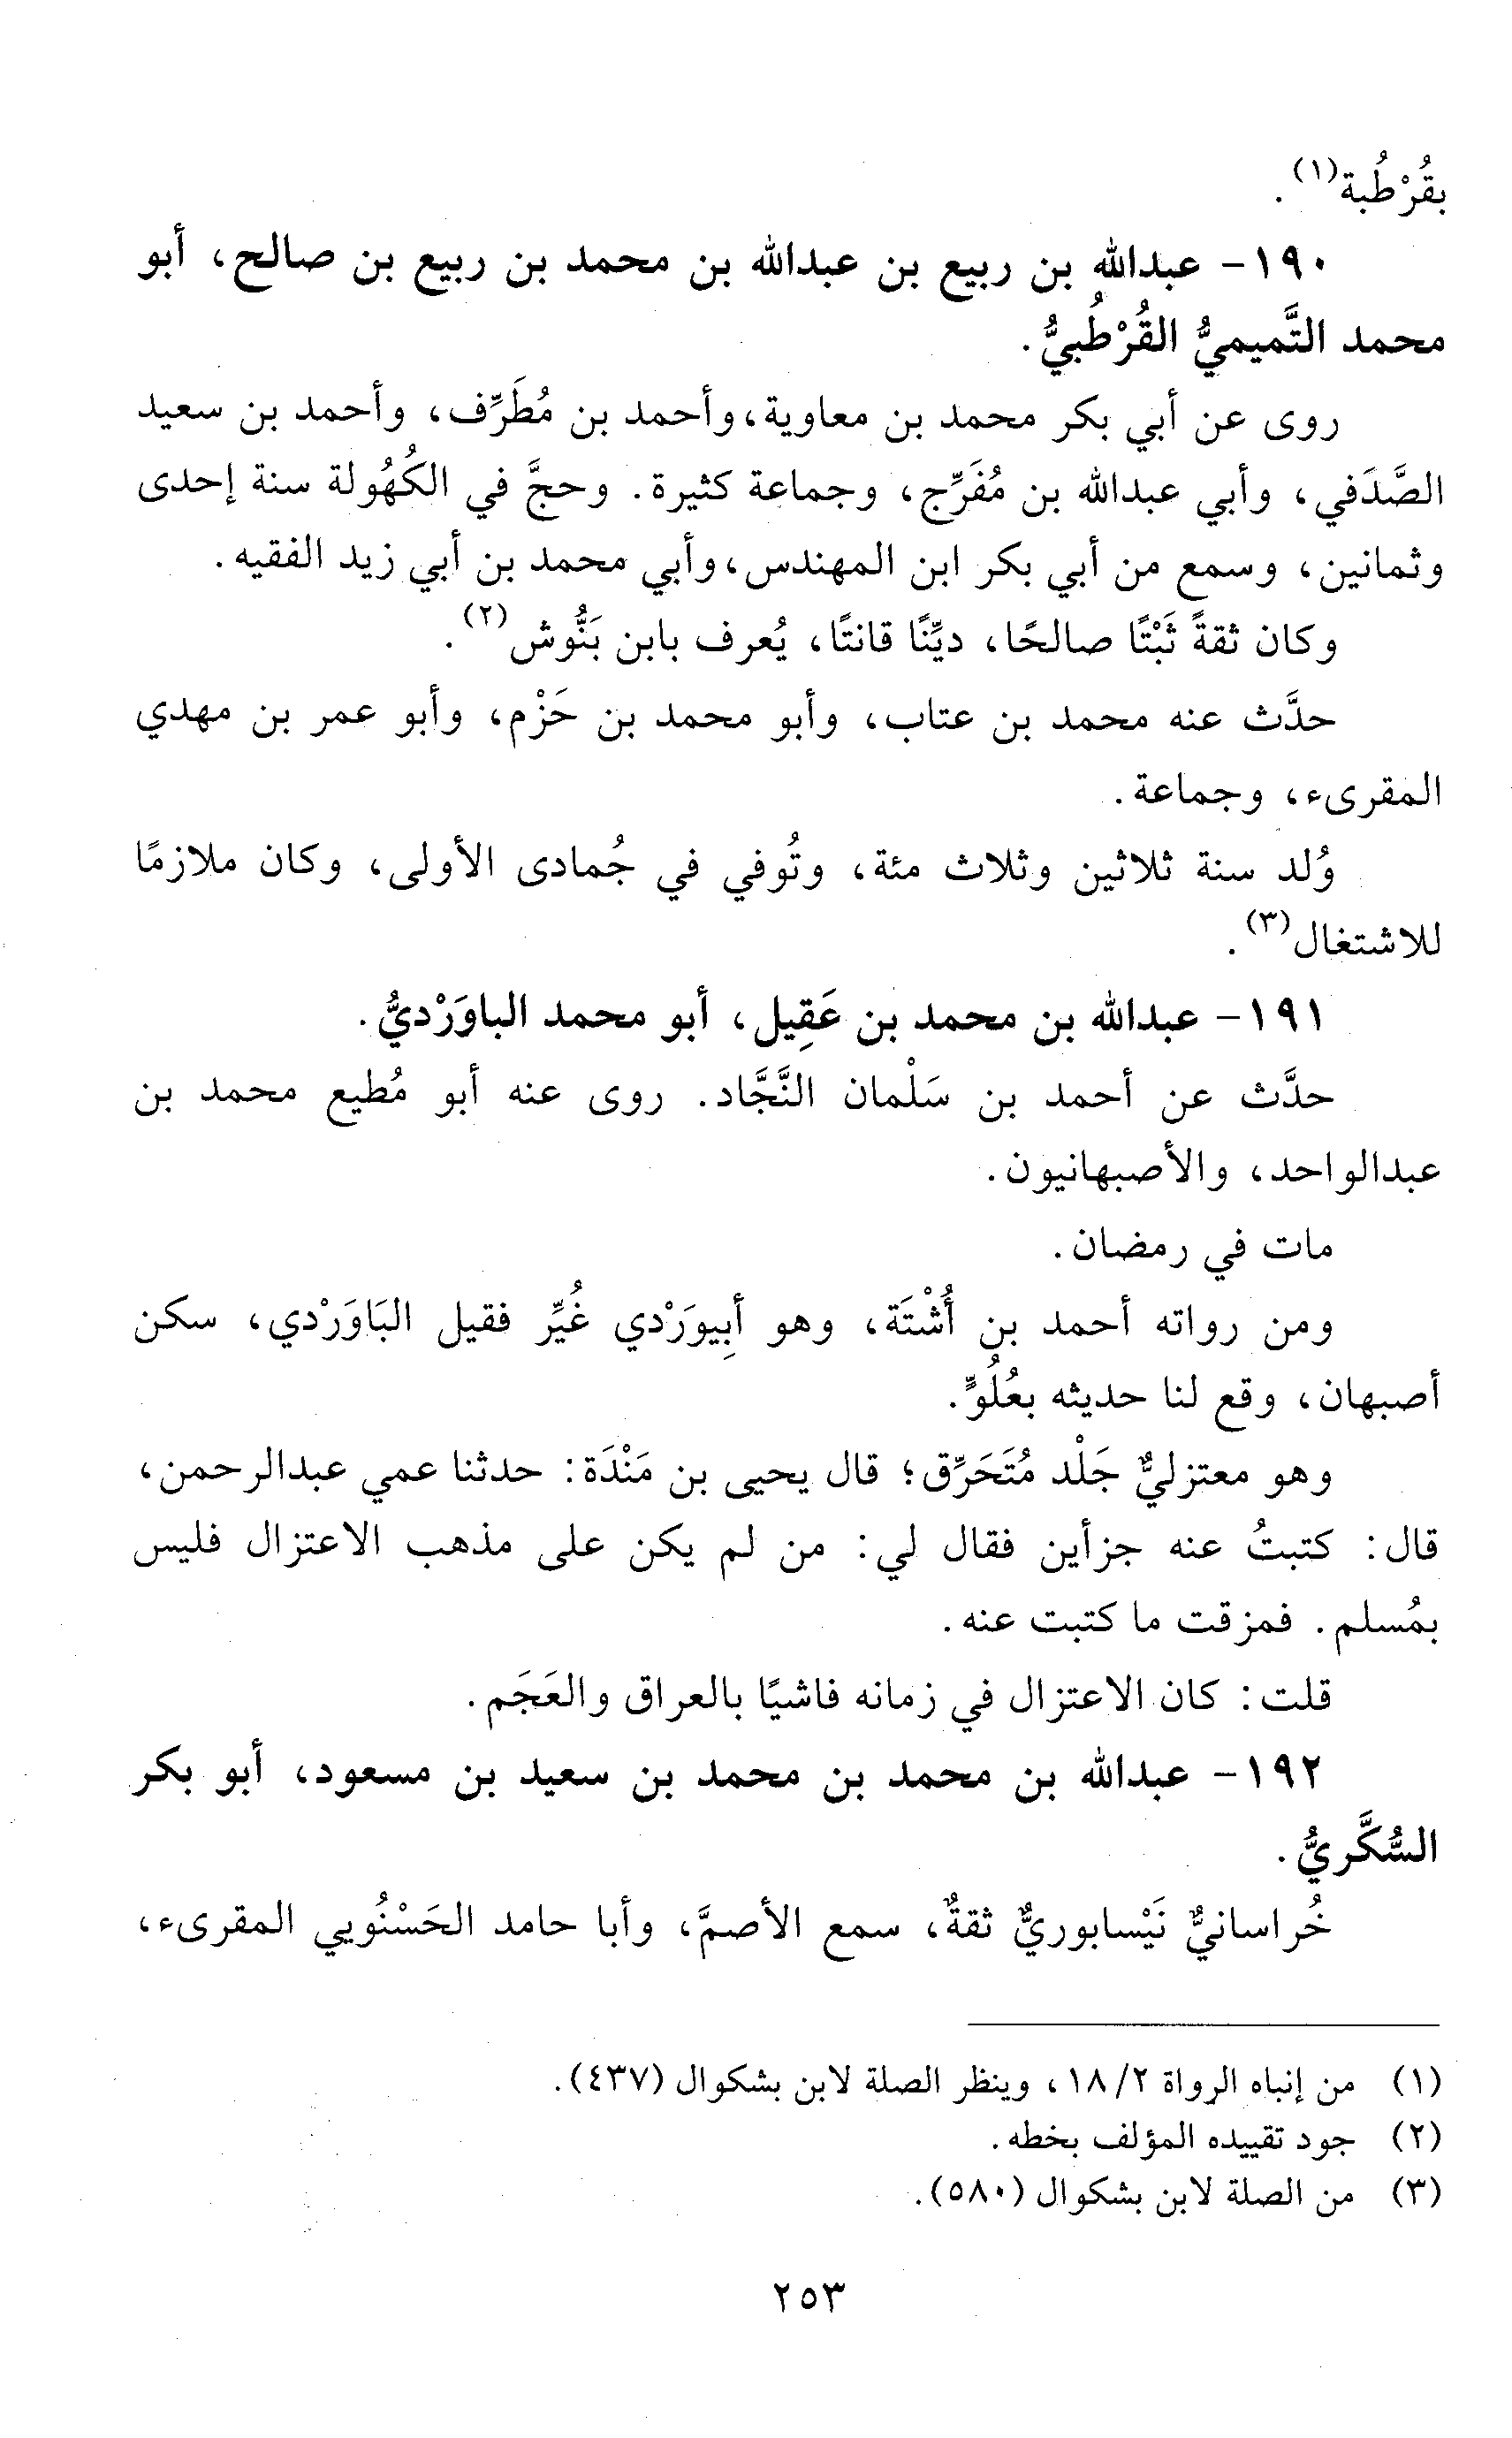 بقُرْطُبة(١).
١٩٠- عبدالله بن ربيع بن عبدالله بن محمد بن ربيع بن صالح، أبو
محمد التَّميميُّ القُرْطُبيُّ.
روى عن أبي بكر محمد بن معاوية، وأحمد بن مُطَرِّف، وأحمد بن سعيد
الصَّدَفي، وأبي عبدالله بن مُفَرِّج، وجماعة كثيرة. وحجَّ في الكُهُولة سنة إحدى
وثمانين، وسمع من أبي بكر ابن المهندس، وأبي محمد بن أبي زيد الفقيه.
وكان ثقةً ثَبْتًا صالحًا، ديِّنًا قانتًا، يُعرف بابن بَنُّوش(٢).
حدَّث عنه محمد بن عتاب، وأبو محمد بن حَزْم، وأبو عمر بن مهدي
المقرىء، وجماعة.
وُلد سنة ثلاثين وثلاث مئة، وتُوفي في جُمادى الأولى، وكان ملازمًا
للاشتغال(٣).
١٩١- عبدالله بن محمد بن عَقِيل، أبو محمد الباوَرْديُّ.
حدَّث عن أحمد بن سَلْمان النَّجَّاد. روى عنه أبو مُطيع محمد بن
عبدالواحد، والأصبهانيون.
مات في رمضان.
ومن رواته أحمد بن أُشْتَة، وهو أَبِيوَرْدي غُيِّر فقيل البَاوَرْدي، سكن
أصبهان، وقع لنا حديثه بعُلُوٍّ.
وهو معتزليٌّ جَلْد مُتَحَرِّق؛ قال يحيى بن مَنْدَة: حدثنا عمي عبدالرحمن،
قال: كتبتُ عنه جزأين فقال لي: من لم يكن على مذهب الاعتزال فليس
بمُسلم. فمزقت ما كتبت عنه.
قلت: كان الاعتزال في زمانه فاشيًا بالعراق والعَجَم.
١٩٢- عبدالله بن محمد بن محمد بن سعيد بن مسعود، أبو بكر
السُّكَّريُّ.
خُراسانيٌّ نَيْسابوريٌّ ثقةٌ، سمع الأصمَّ، وأبا حامد الحَسْنُويي المقرىء،
(١) من إنباه الرواة ٢/ ١٨، وينظر الصلة لابن بشكوال (٤٣٧).
(٢) جود تقييده المؤلف بخطه.
(٣) من الصلة لابن بشكوال (٥٨٠).
٢٥٣